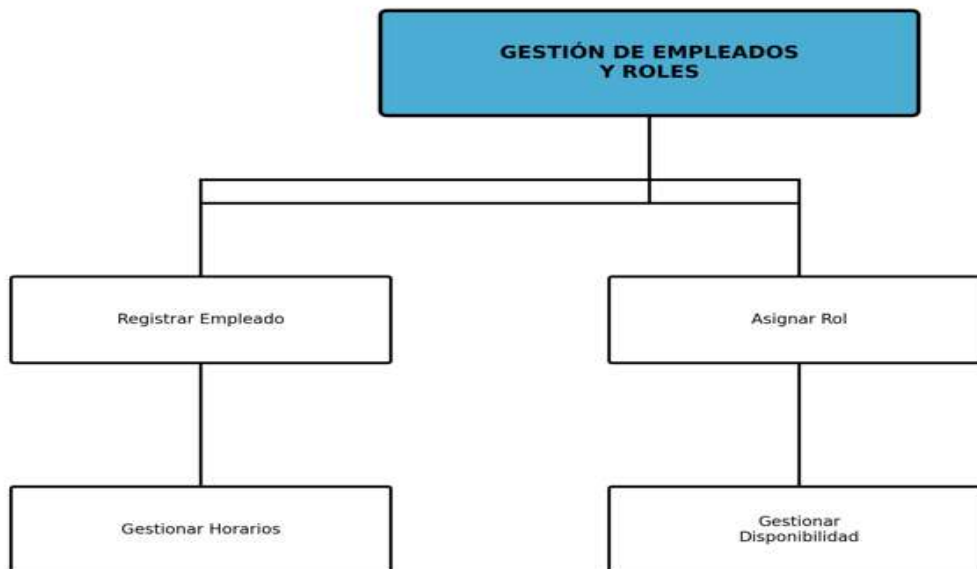 GESTIÓN DE EMPLEADOS
Y ROLES
Registrar Empleado
Asignar Rol
Gestionar Horarios
Gestionar
Disponibilidad